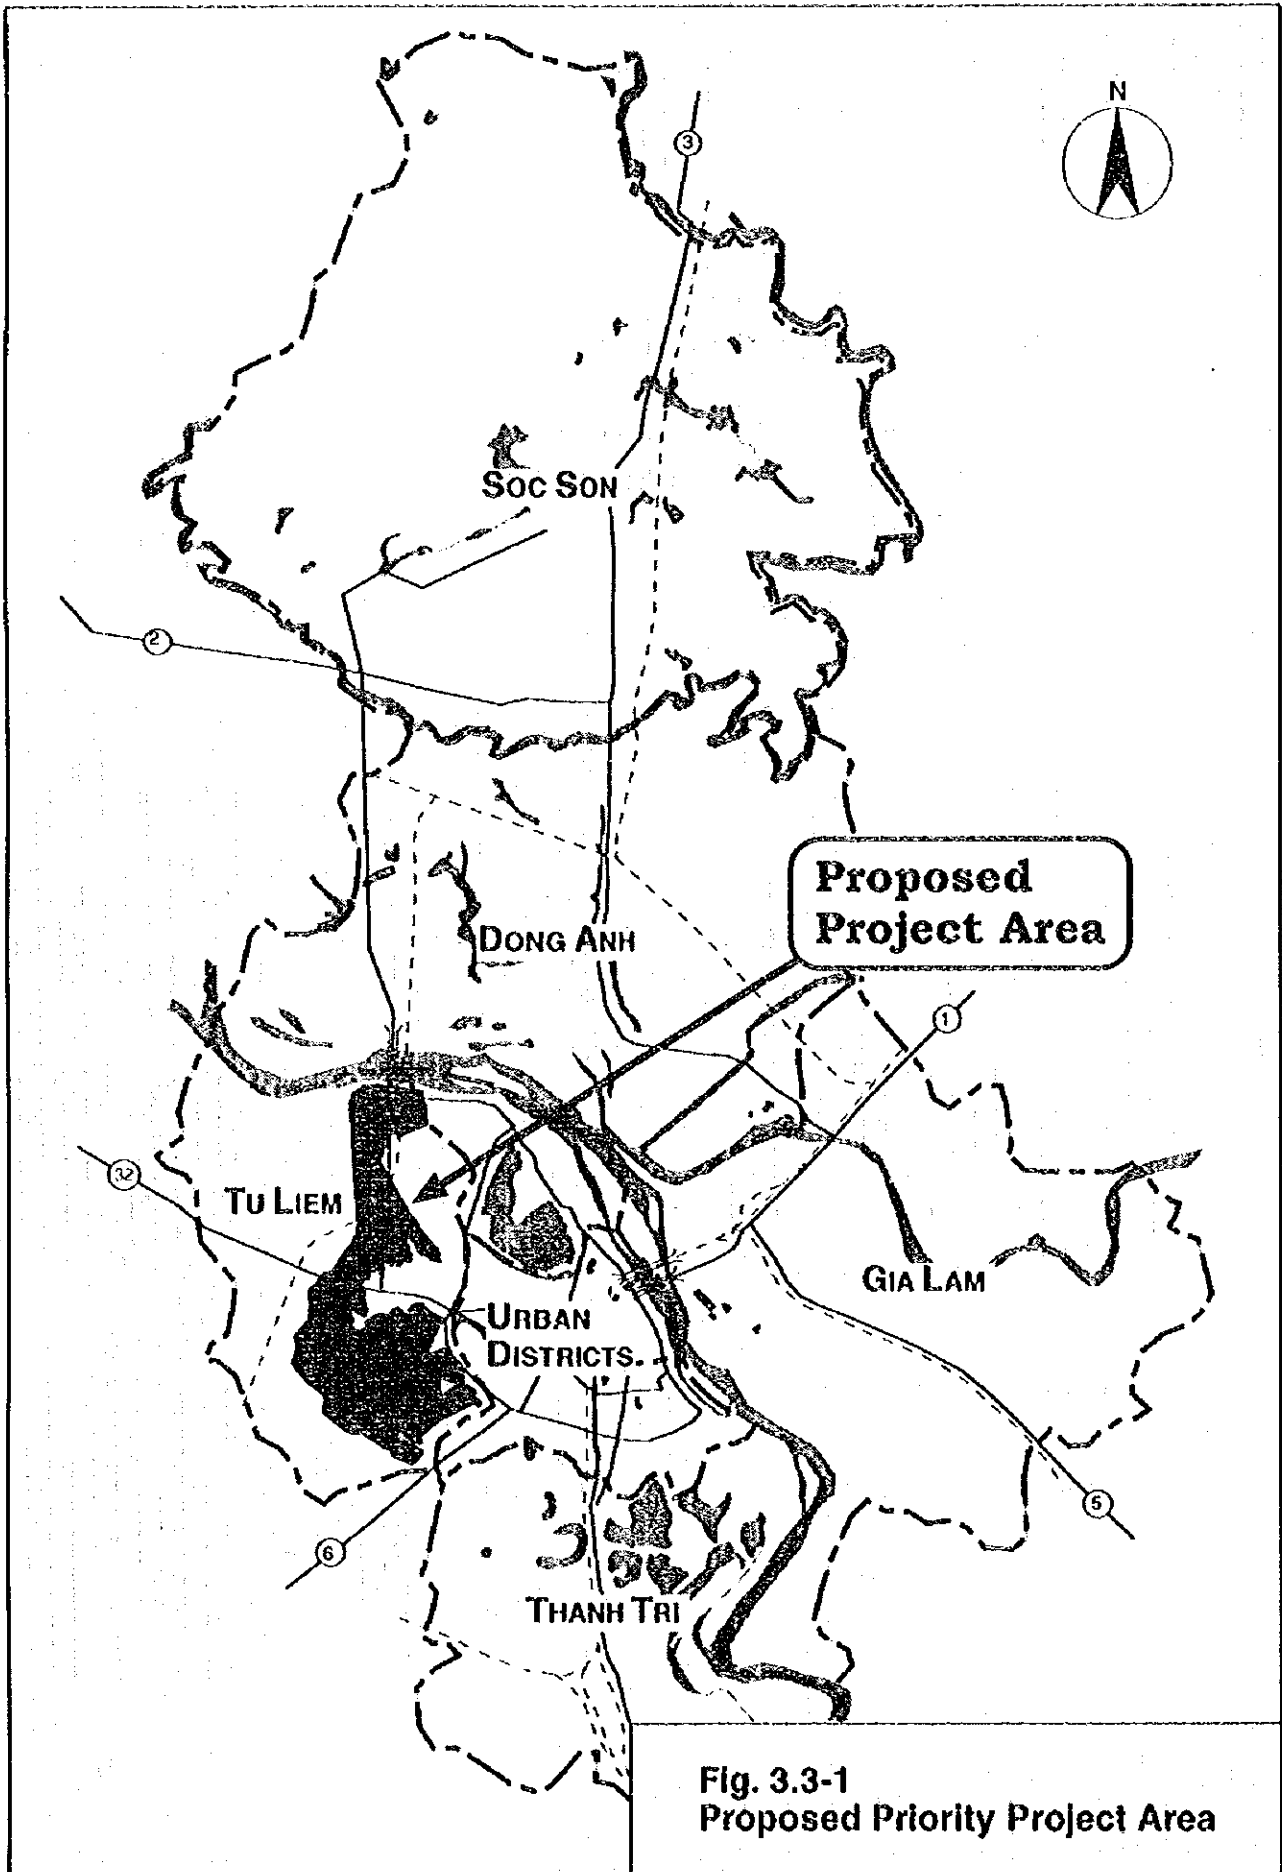 N
3
SOC SON
2
Proposed
Project Area
DONG ANH
1
32
TU LIEM
GIA LAM
URBAN
DISTRICTS.
5
6
THANH TRI
Fig. 3.3-1
Proposed Priority Project Area